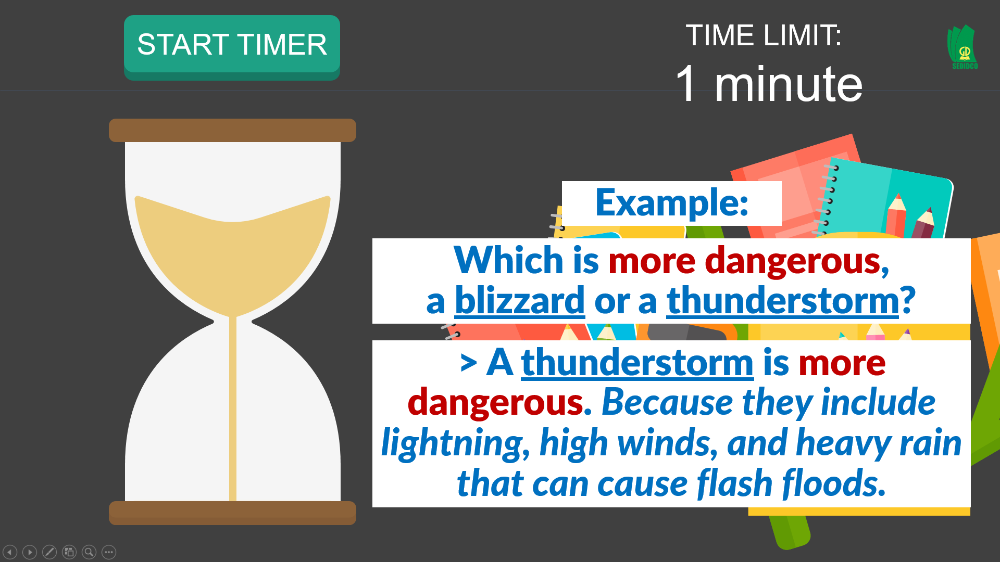 START TIMER
TIME LIMIT:
1 minute
GD
SEDIDCO
Example:
Which is more dangerous,
a blizzard or a thunderstorm?
> A thunderstorm is more
dangerous. Because they include
lightning, high winds, and heavy rain
that can cause flash floods.